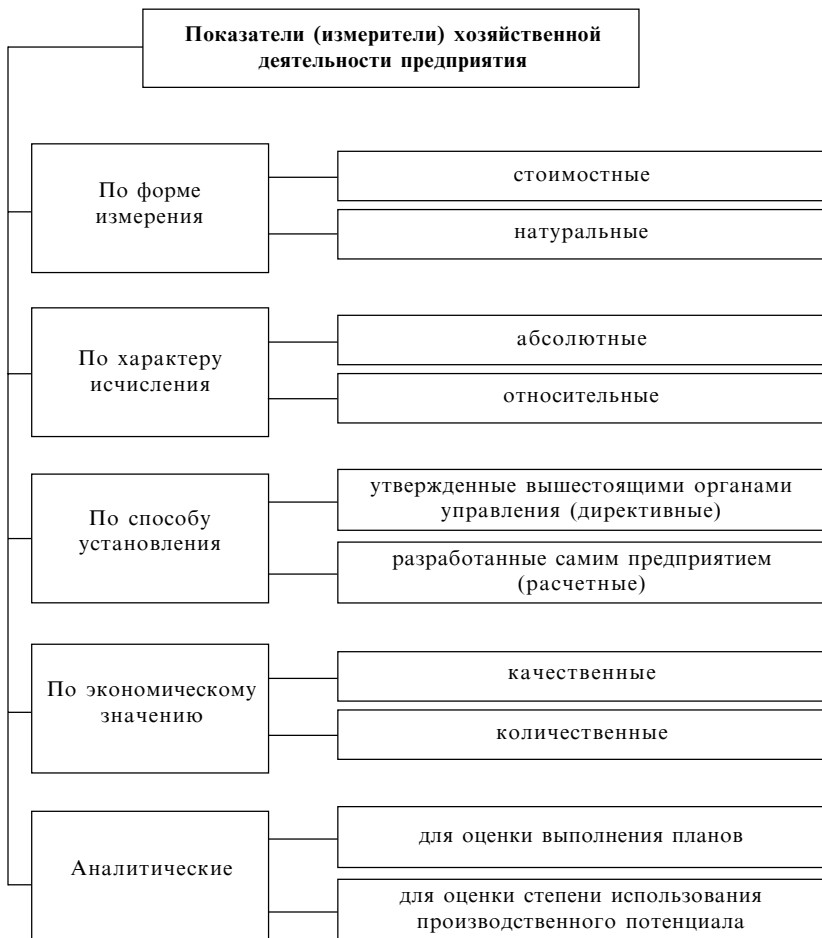 Показатели (измерители) хозяйственной
деятельности предприятия
По форме
измерения
стоимостные
натуральные
По характеру
исчисления
абсолютные
относительные
По способу
установления
утвержденные вышестоящими органами
управления (директивные)
разработанные самим предприятием
(расчетные)
По экономическому
значению
качественные
количественные
Аналитические
для оценки выполнения планов
для оценки степени использования
производственного потенциала